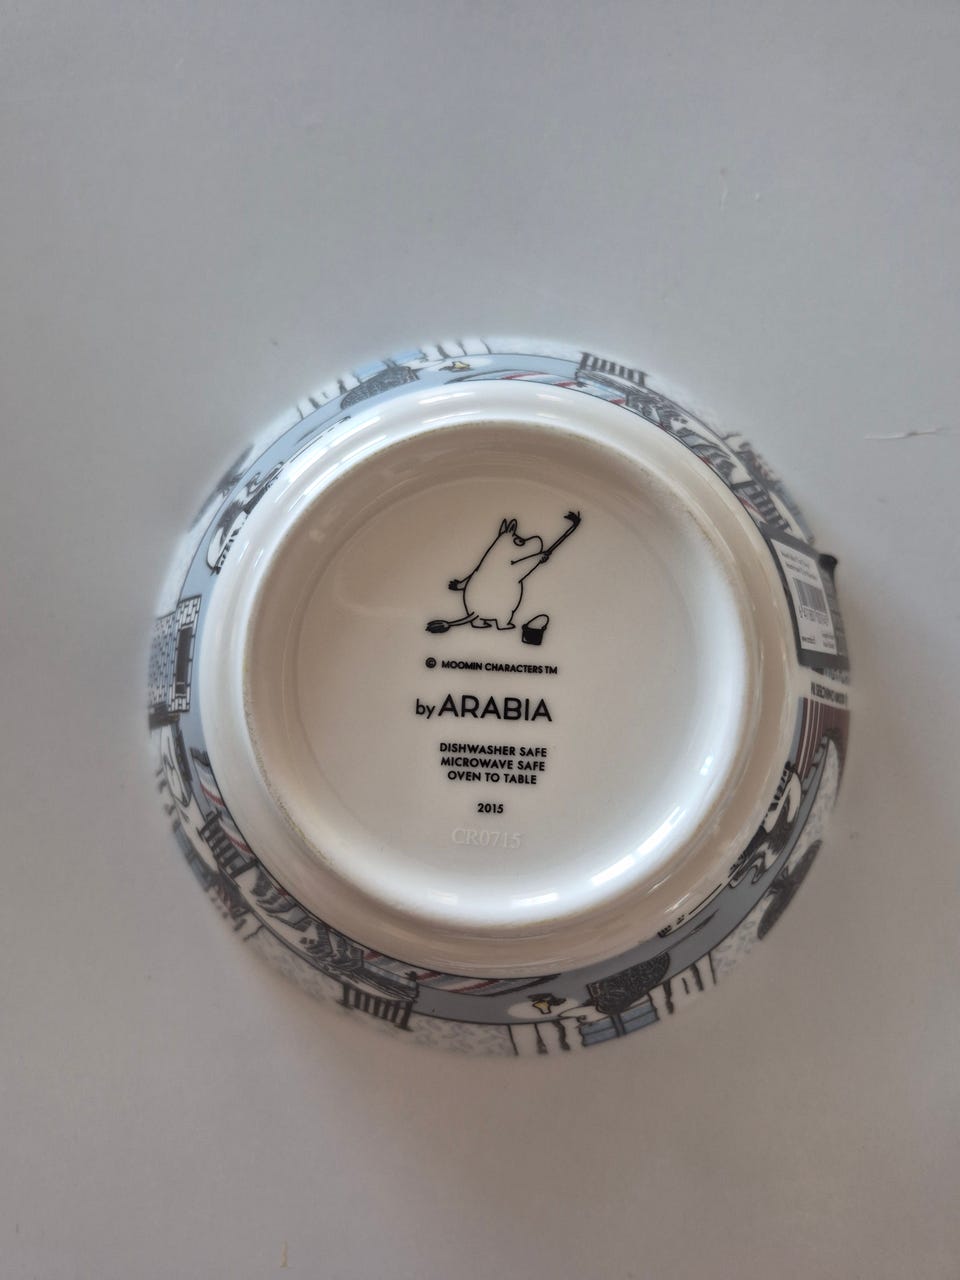 © MOOMIN CHARACTERS TM
by ARABIA
DISHWASHER SAFE
MICROWAVE SAFE
OVEN TO TABLE
2015
CR0715